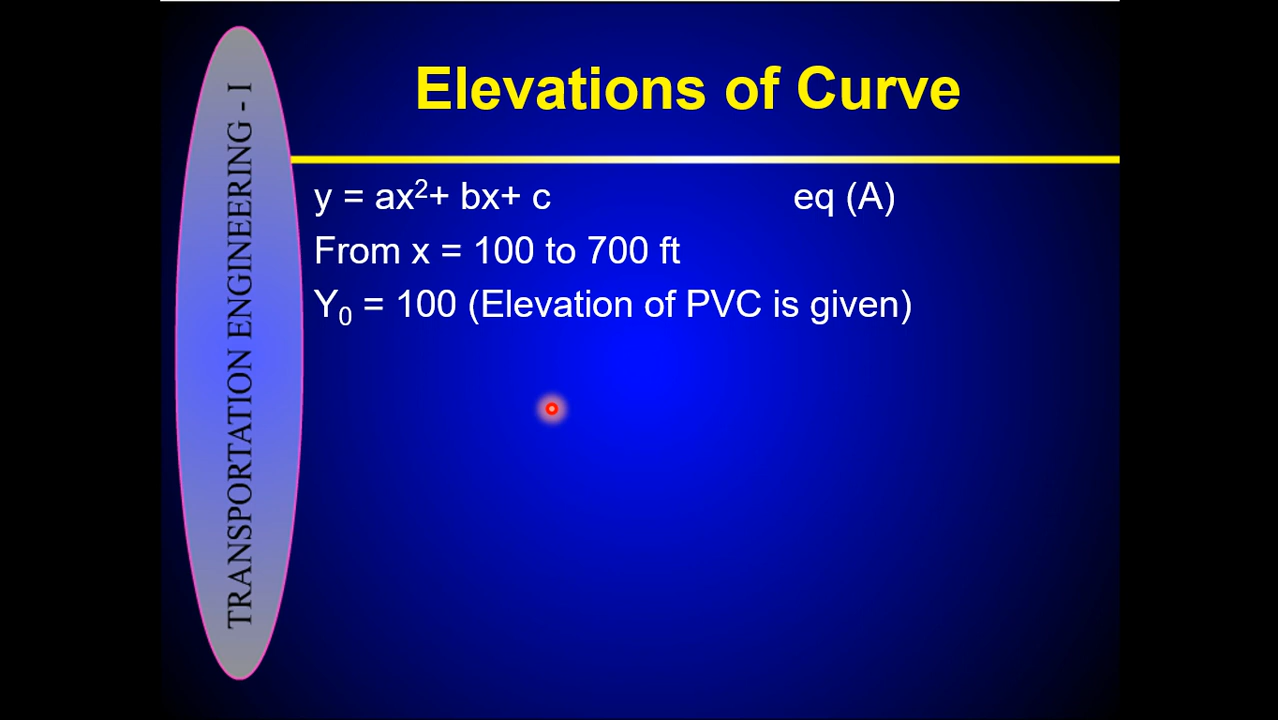 TRANSPORTATION ENGINEERING - I
Elevations of Curve
y = ax²+ bx+ c eq (A)
From x = 100 to 700 ft
Y₀ = 100 (Elevation of PVC is given)